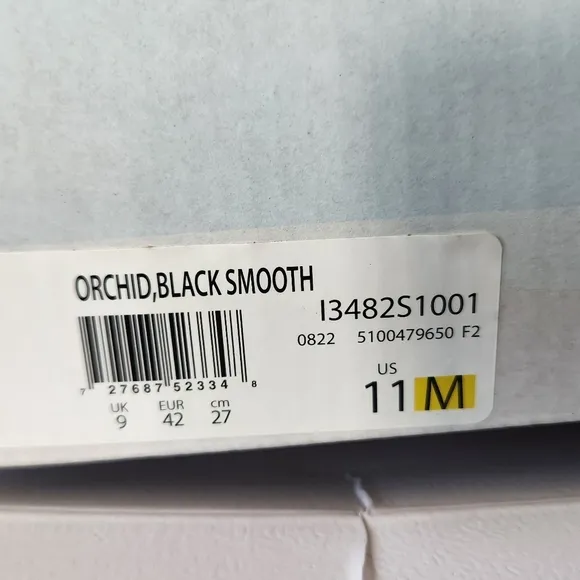 ORCHID,BLACK SMOOTH
I3482S1001
0822 5100479650 F2
7 27687 52334 8
UK EUR cm
9 42 27
US
11 M